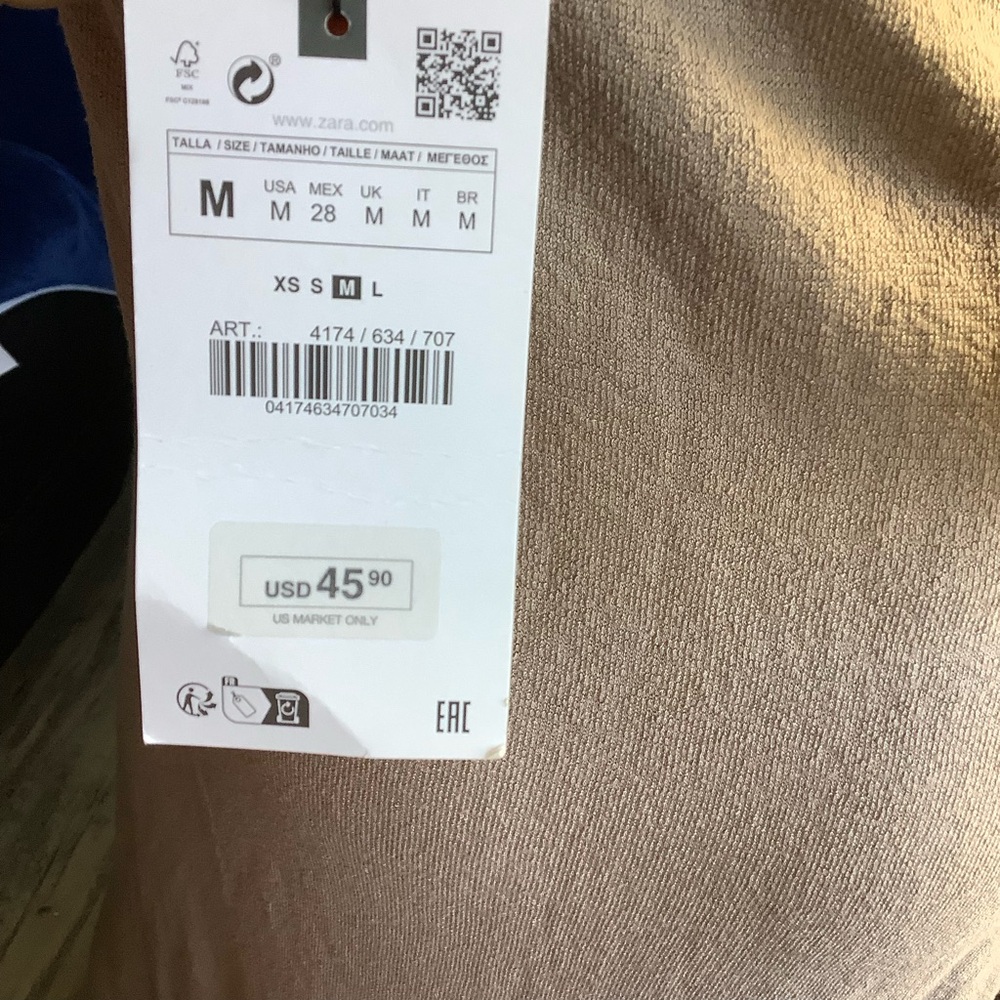 FSC
MIX
®
www.zara.com
TALLA / SIZE / TAMANHO / TAILLE / MAAT / ΜΕΓΕΘΟΣ
M
USA MEX UK IT BR
M 28 M M M
XS S M L
ART.: 4174 / 634 / 707
04174634707034
USD 45 90
US MARKET ONLY
FR
EAC